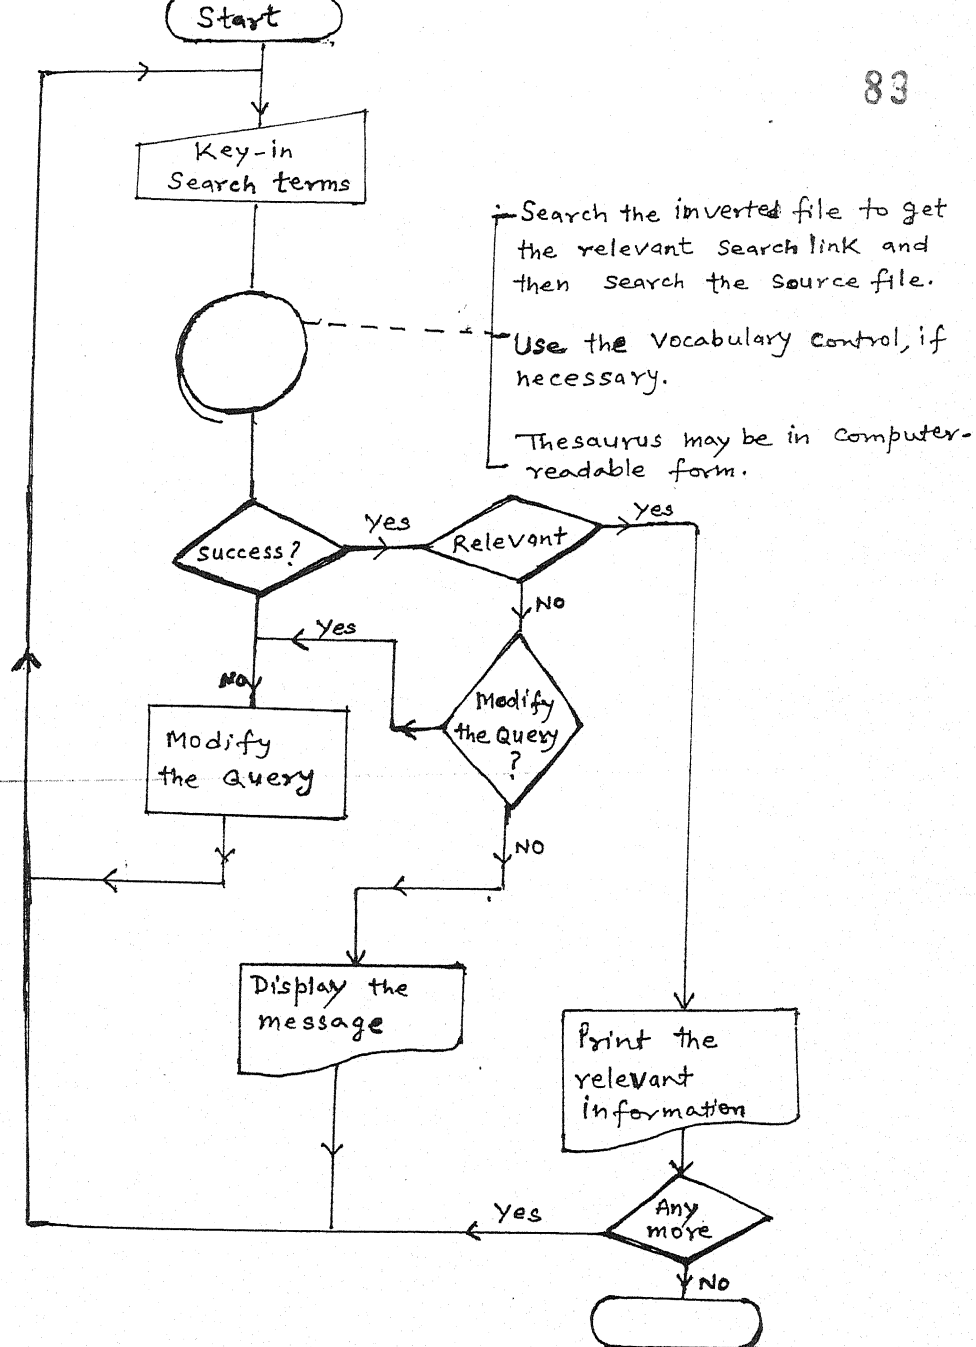 Start
83
Key-in
Search terms
Search the inverted file to get
the relevant search link and
then search the source file.
Use the vocabulary control, if
necessary.
Thesaurus may be in computer-
readable form.
Success?
Yes
Relevant
Yes
NO
Yes
NO
Modify
the Query
?
Modify
the Query
NO
Display the
message
Print the
relevant
information
Any
more
Yes
NO